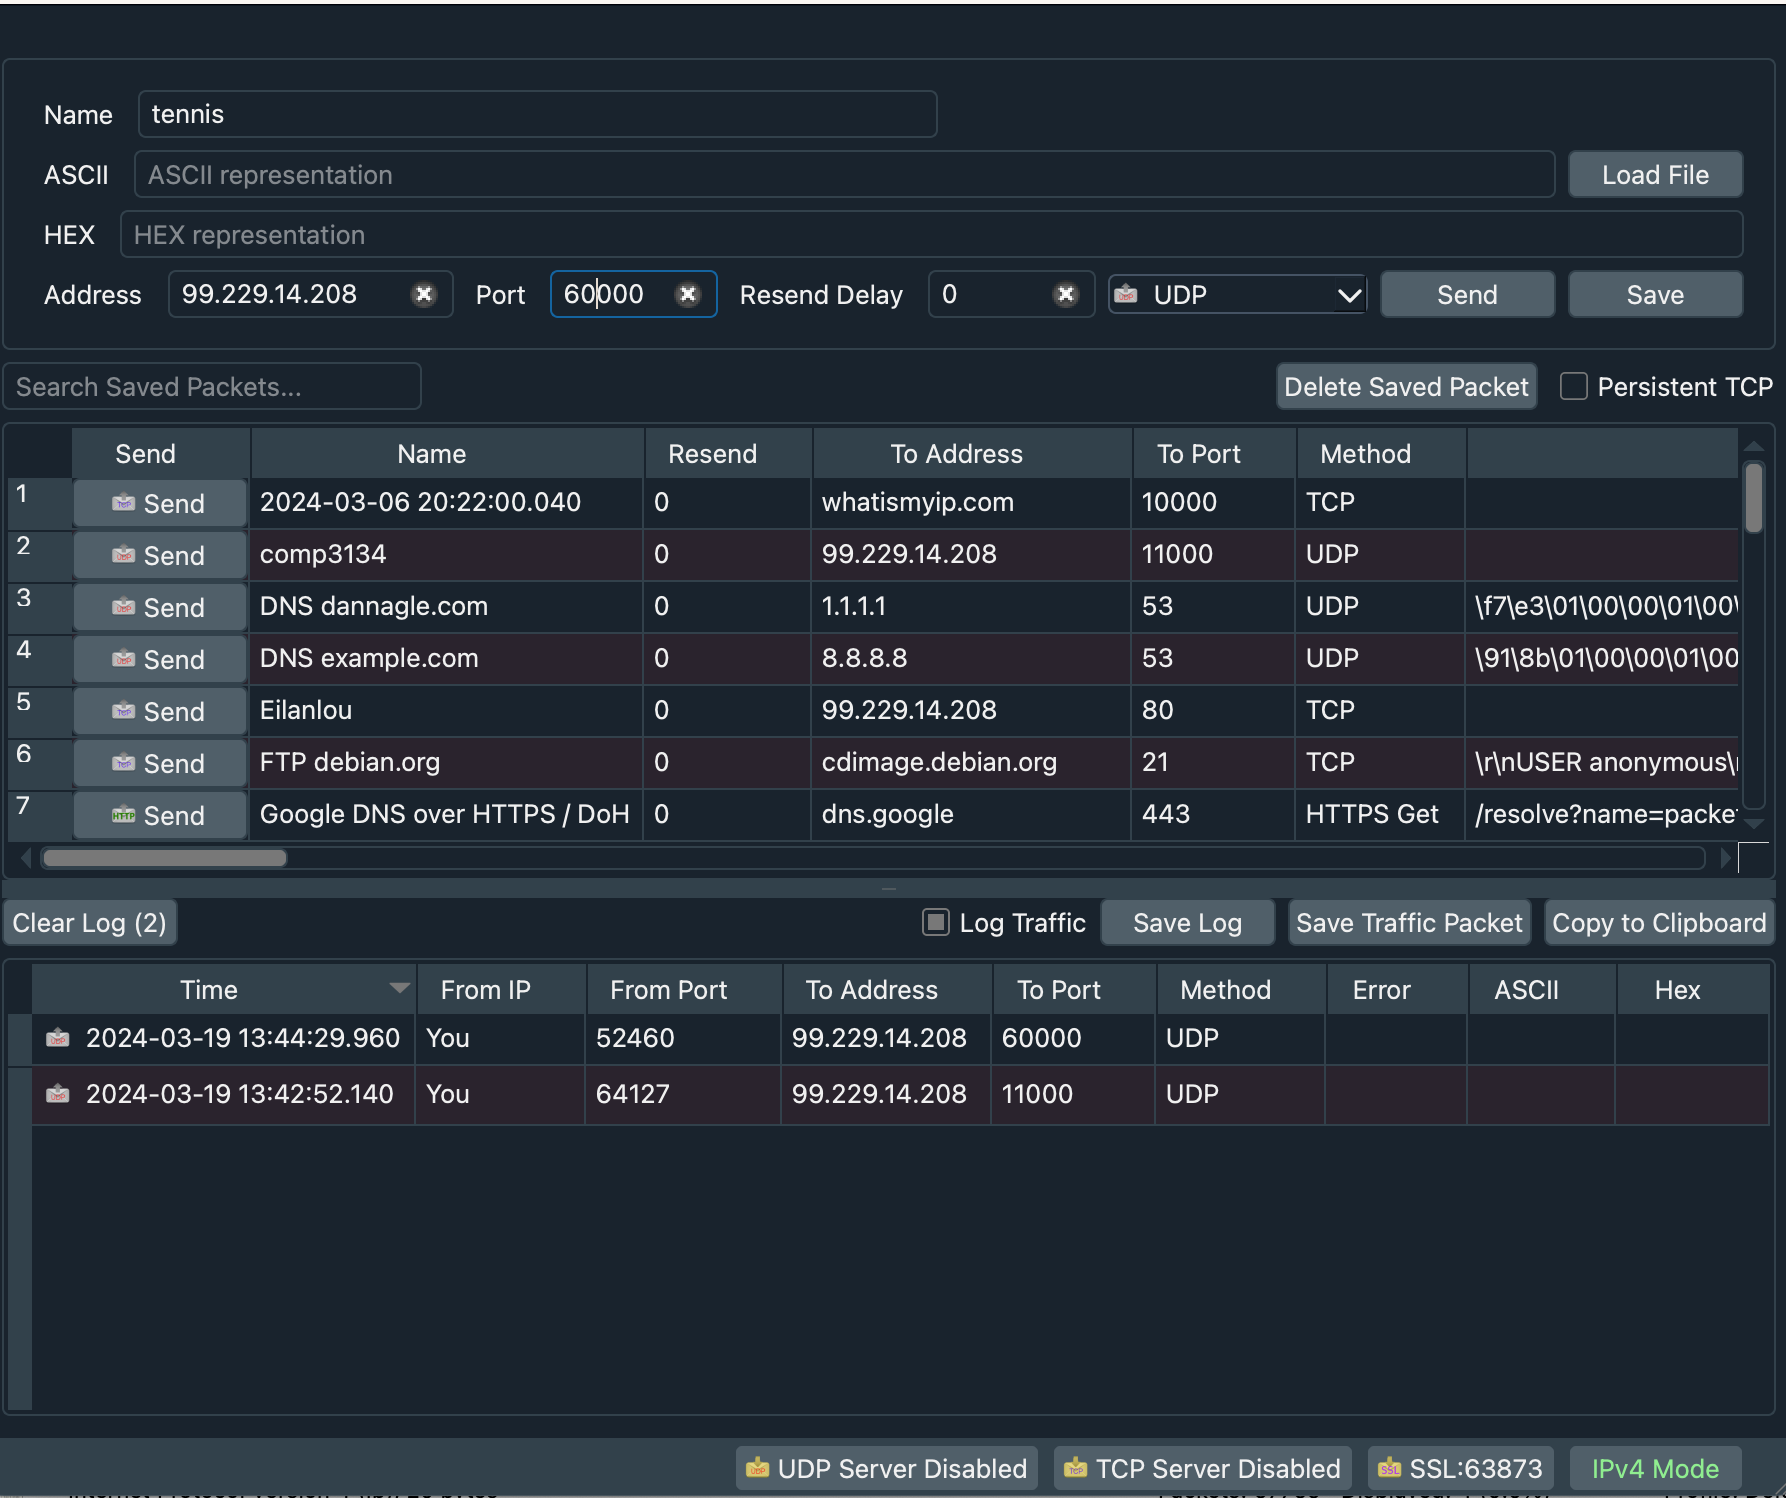 Name tennis
ASCII ASCII representation Load File
HEX HEX representation
Address 99.229.14.208 Port 60000 Resend Delay 0 UDP Send Save
Search Saved Packets... Delete Saved Packet Persistent TCP
Send Name Resend To Address To Port Method
1 Send 2024-03-06 20:22:00.040 0 whatismyip.com 10000 TCP
2 Send comp3134 0 99.229.14.208 11000 UDP
3 Send DNS dannagle.com 0 1.1.1.1 53 UDP \f7\e3\01\00\00\01\00\
4 Send DNS example.com 0 8.8.8.8 53 UDP \91\8b\01\00\00\01\00
5 Send Eilanlou 0 99.229.14.208 80 TCP
6 Send FTP debian.org 0 cdimage.debian.org 21 TCP \r\nUSER anonymous\
7 Send Google DNS over HTTPS / DoH 0 dns.google 443 HTTPS Get /resolve?name=packe
Clear Log (2) Log Traffic Save Log Save Traffic Packet Copy to Clipboard
Time From IP From Port To Address To Port Method Error ASCII Hex
2024-03-19 13:44:29.960 You 52460 99.229.14.208 60000 UDP
2024-03-19 13:42:52.140 You 64127 99.229.14.208 11000 UDP
UDP Server Disabled TCP Server Disabled SSL:63873 IPv4 Mode